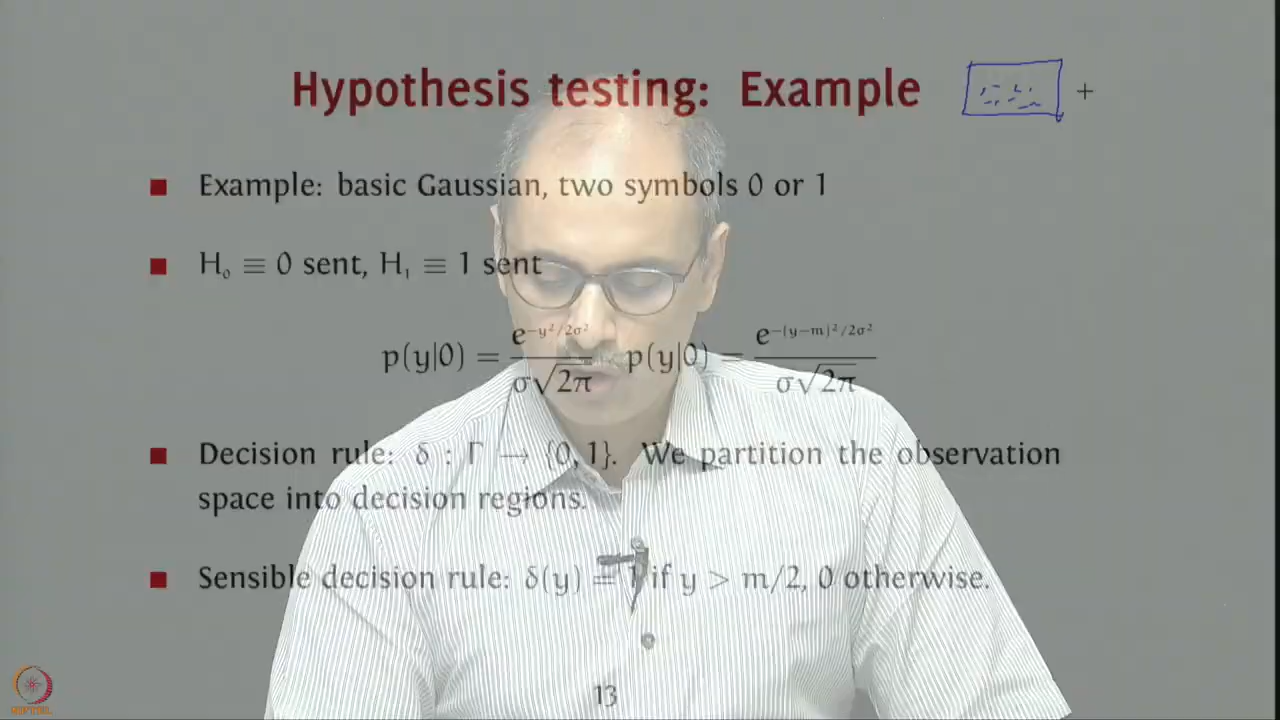 Hypothesis testing: Example
Example: basic Gaussian, two symbols 0 or 1
H₀ ≡ 0 sent, H₁ ≡ 1 sent
p(y|0) = e^{-y²/2σ²} / σ√2π p(y|0) = e^{-(y-m)²/2σ²} / σ√2π
Decision rule: δ : Γ → {0, 1}. We partition the observation
space into decision regions.
Sensible decision rule: δ(y) = 1 if y > m/2, 0 otherwise.
13
NPTEL